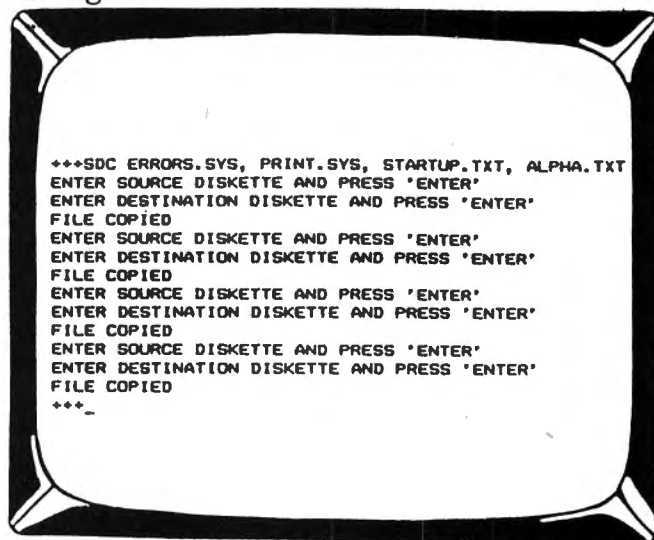 +++SDC ERRORS.SYS, PRINT.SYS, STARTUP.TXT, ALPHA.TXT
ENTER SOURCE DISKETTE AND PRESS 'ENTER'
ENTER DESTINATION DISKETTE AND PRESS 'ENTER'
FILE COPIED
ENTER SOURCE DISKETTE AND PRESS 'ENTER'
ENTER DESTINATION DISKETTE AND PRESS 'ENTER'
FILE COPIED
ENTER SOURCE DISKETTE AND PRESS 'ENTER'
ENTER DESTINATION DISKETTE AND PRESS 'ENTER'
FILE COPIED
ENTER SOURCE DISKETTE AND PRESS 'ENTER'
ENTER DESTINATION DISKETTE AND PRESS 'ENTER'
FILE COPIED
+++_